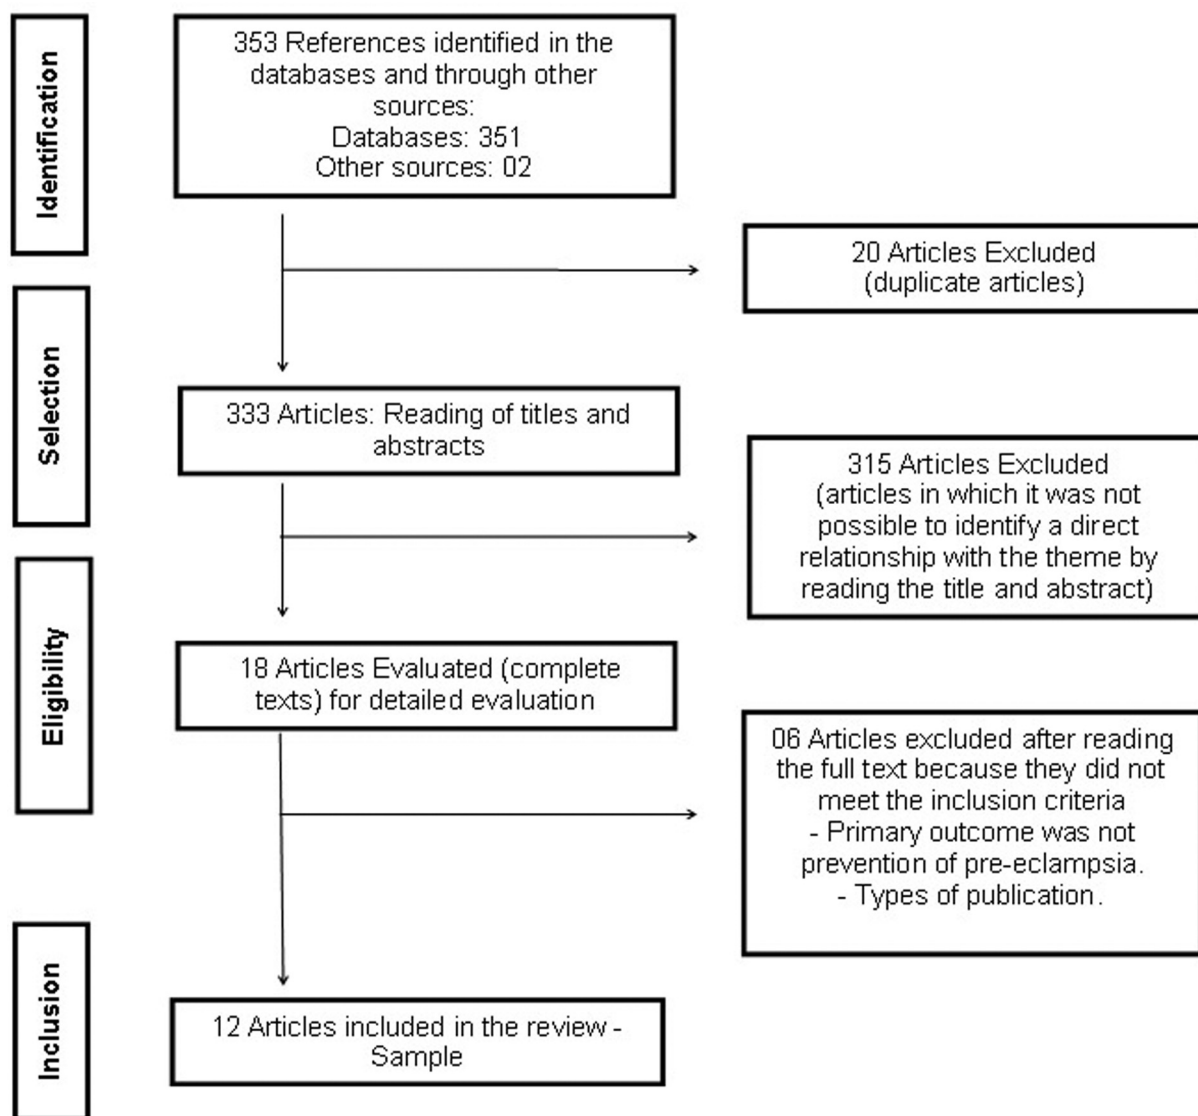 Identification
353 References identified in the
databases and through other
sources:
Databases: 351
Other sources: 02
20 Articles Excluded
(duplicate articles)
Selection
333 Articles: Reading of titles and
abstracts
315 Articles Excluded
(articles in which it was not
possible to identify a direct
relationship with the theme by
reading the title and abstract)
Eligibility
18 Articles Evaluated (complete
texts) for detailed evaluation
06 Articles excluded after reading
the full text because they did not
meet the inclusion criteria
- Primary outcome was not
prevention of pre-eclampsia.
- Types of publication.
Inclusion
12 Articles included in the review -
Sample